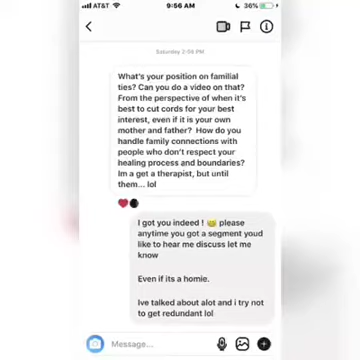 AT&T 9:56 AM 36%
Saturday 2:56 PM
What's your position on familial
ties? Can you do a video on that?
From the perspective of when it's
best to cut cords for your best
interest, even if it is your own
mother and father? How do you
handle family connections with
people who don't respect your
healing process and boundaries?
Im a get a therapist, but until
them... lol
I got you indeed ! please
anytime you got a segment youd
like to hear me discuss let me
know
Even if its a homie.
Ive talked about alot and i try not
to get redundant lol
Message...